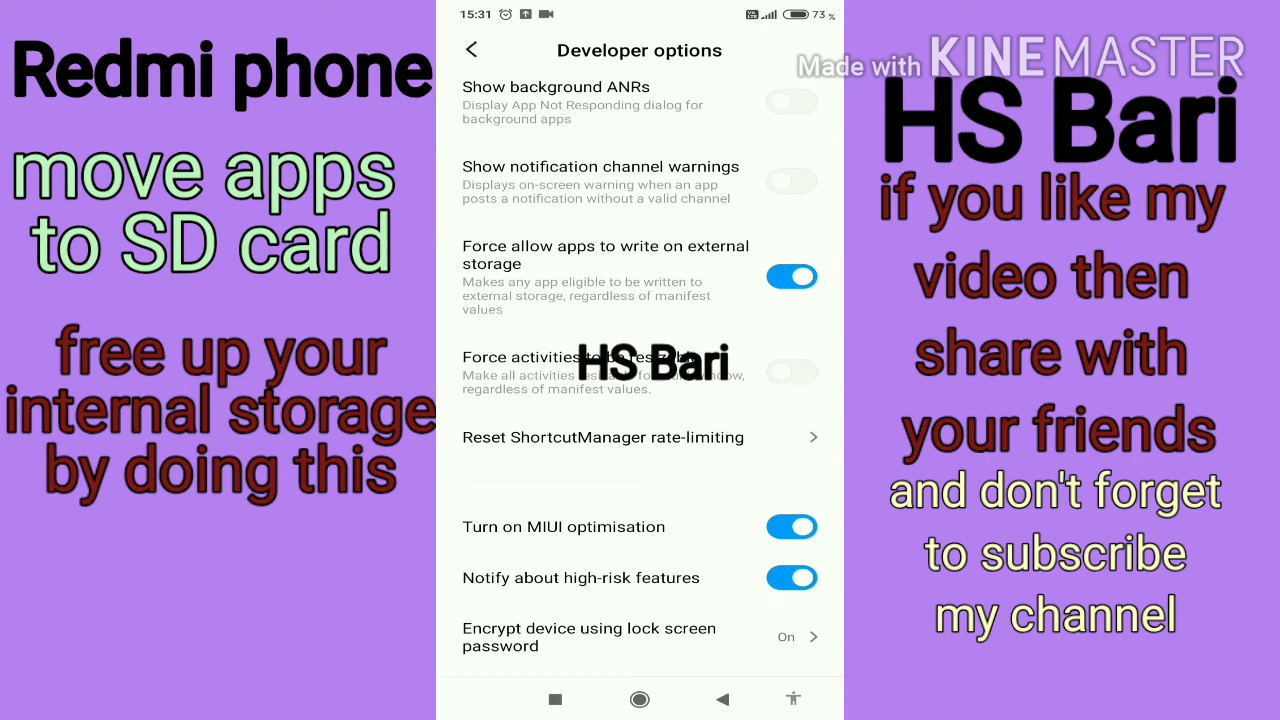 Redmi phone
move apps
to SD card
free up your
internal storage
by doing this
15:31
73 %
Developer options
Show background ANRs
Display App Not Responding dialog for
background apps
Show notification channel warnings
Displays on-screen warning when an app
posts a notification without a valid channel
Force allow apps to write on external
storage
Makes any app eligible to be written to
external storage, regardless of manifest
values
Force activities to be resizable
HS Bari
Make all activities
regardless of manifest values.
Reset ShortcutManager rate-limiting
Turn on MIUI optimisation
Notify about high-risk features
Encrypt device using lock screen
password
On
Made with KINEMASTER
HS Bari
if you like my
video then
share with
your friends
and don't forget
to subscribe
my channel